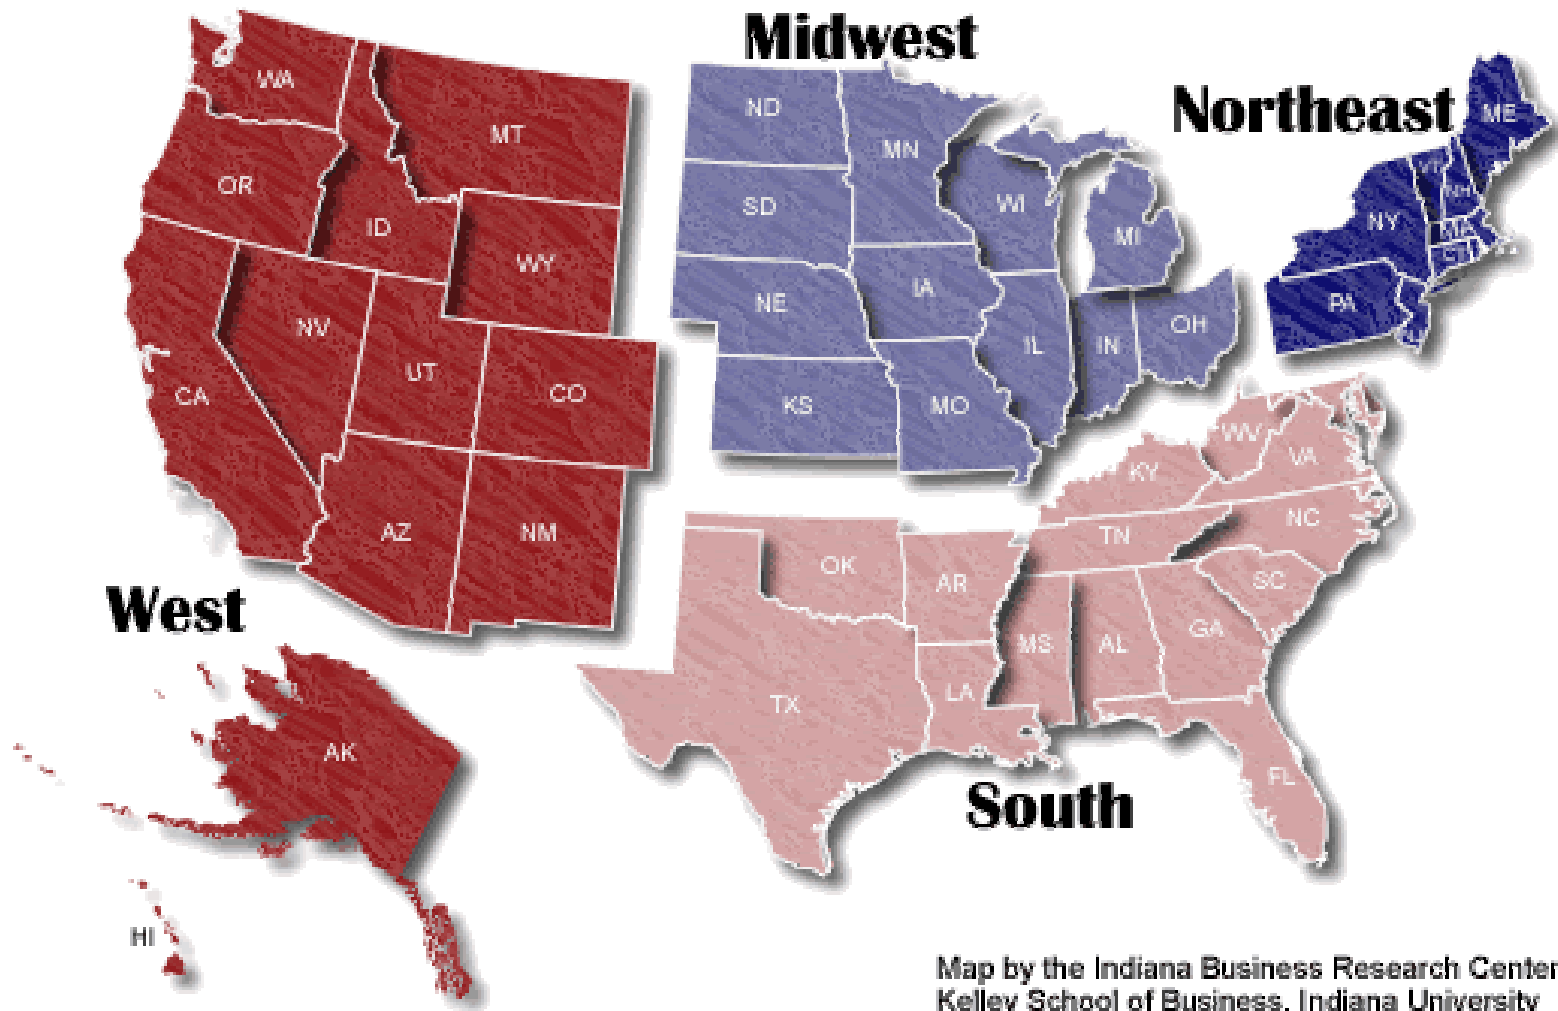 Midwest
Northeast
West
South
WA
MT
OR
ID
WY
NV
UT
CO
CA
AZ
NM
AK
HI
ND
MN
SD
WI
MI
NE
IA
IL
IN
OH
KS
MO
ME
VT
NH
NY
MA
PA
WV
VA
KY
NC
TN
SC
OK
AR
MS
AL
GA
TX
LA
FL
Map by the Indiana Business Research Center
Kelley School of Business, Indiana University